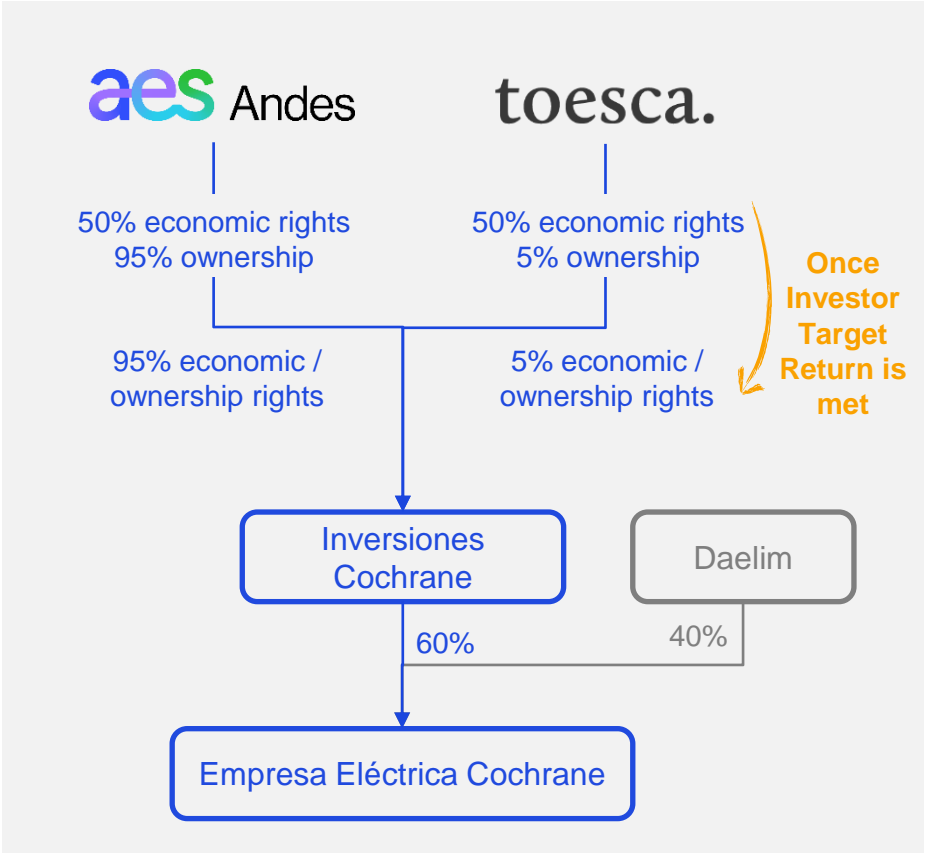 aes Andes
toesca.
50% economic rights
95% ownership
50% economic rights
5% ownership
Once
Investor
Target
Return is
met
95% economic /
ownership rights
5% economic /
ownership rights
Inversiones
Cochrane
Daelim
60%
40%
Empresa Eléctrica Cochrane